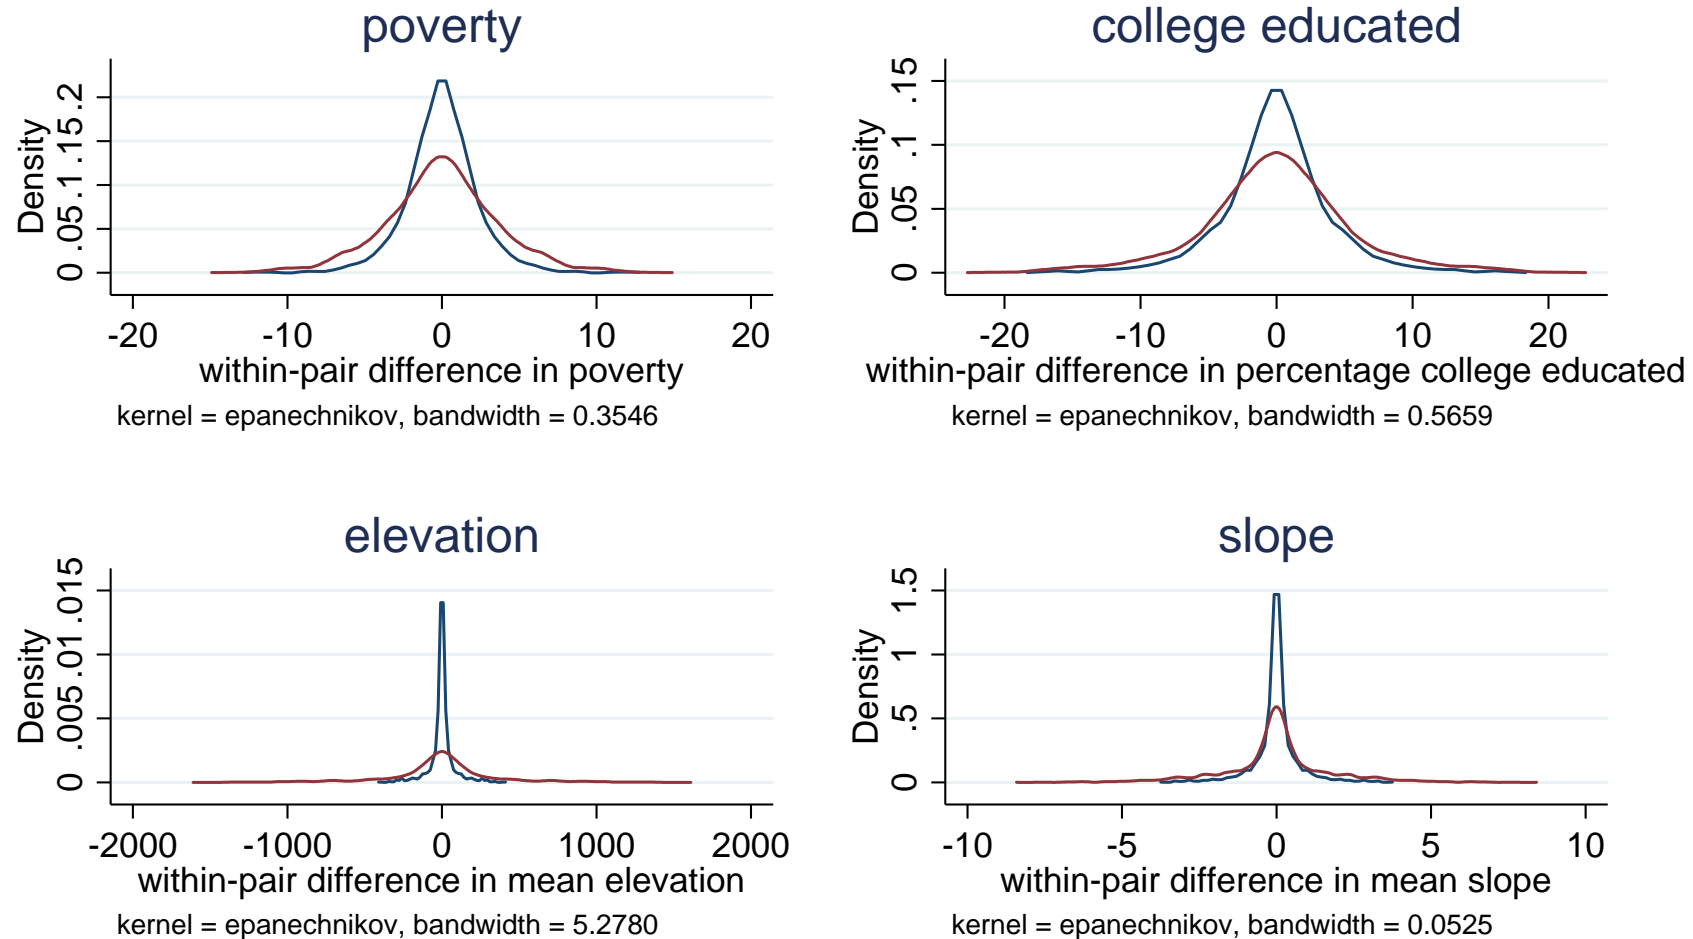 poverty
Density
0 .05 .1 .15 .2
-20 -10 0 10 20
within-pair difference in poverty
kernel = epanechnikov, bandwidth = 0.3546
college educated
Density
0 .05 .1 .15
-20 -10 0 10 20
within-pair difference in percentage college educated
kernel = epanechnikov, bandwidth = 0.5659
elevation
Density
0 .005 .01 .015
-2000 -1000 0 1000 2000
within-pair difference in mean elevation
kernel = epanechnikov, bandwidth = 5.2780
slope
Density
0 .5 1 1.5
-10 -5 0 5 10
within-pair difference in mean slope
kernel = epanechnikov, bandwidth = 0.0525